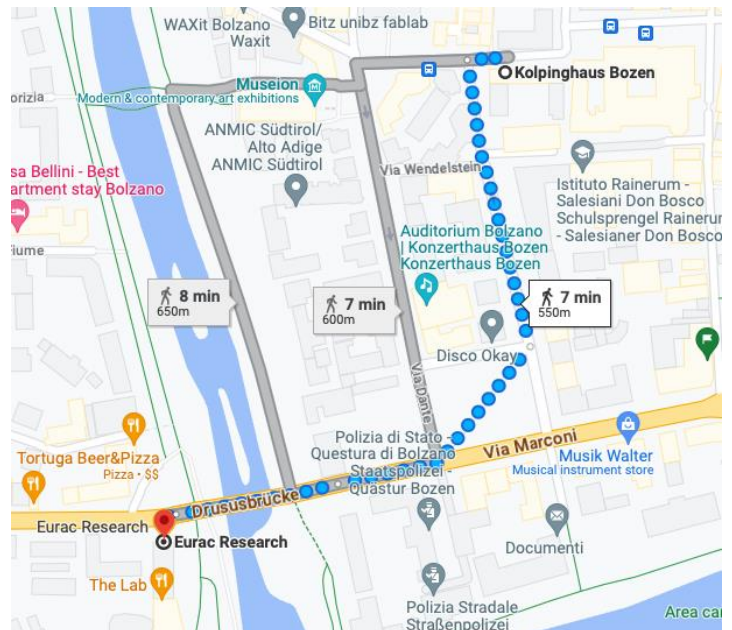 WAXit Bolzano
Waxit
Bitz unibz fablab
Kolpinghaus Bozen
Museion
Modern & contemporary art exhibitions
orizia
ANMIC Südtirol/
Alto Adige
ANMIC Südtirol
Via Wendelstein
sa Bellini - Best
artment stay Bolzano
Istituto Rainerum -
Salesiani Don Bosco
Schulsprengel Rainerur
- Salesianer Don Bosco
Fiume
Auditorium Bolzano
| Konzerthaus Bozen
Konzerthaus Bozen
8 min
650m
7 min
600m
7 min
550m
Disco Okay
Via Dante
Polizia di Stato -
Questura di Bolzano
Staatspolizei -
Quästur Bozen
Via Marconi
Musik Walter
Musical instrument store
Tortuga Beer&Pizza
Pizza • $$
Drususbrücke
Eurac Research
Eurac Research
Documenti
The Lab
Polizia Stradale
Straßenpolizei
Area ca